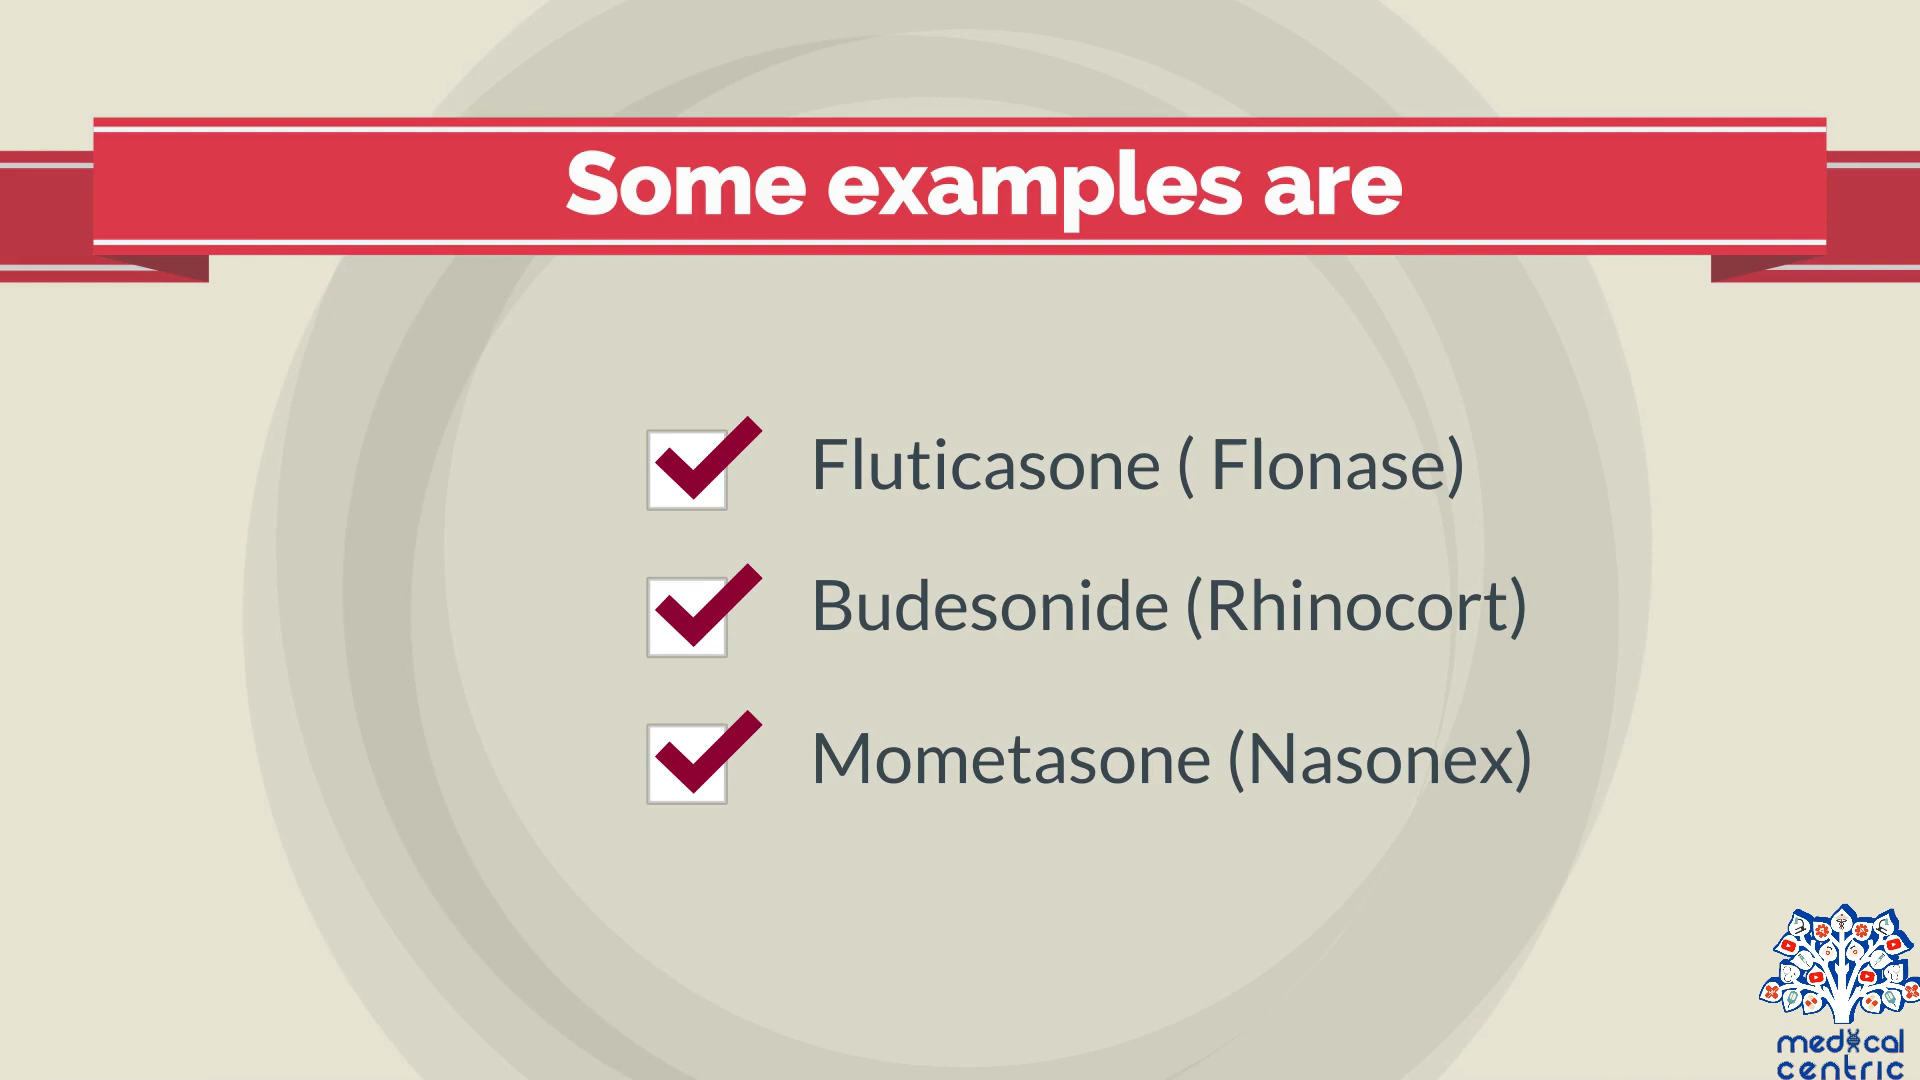 Some examples are
Fluticasone ( Flonase)
Budesonide (Rhinocort)
Mometasone (Nasonex)
medical
centric